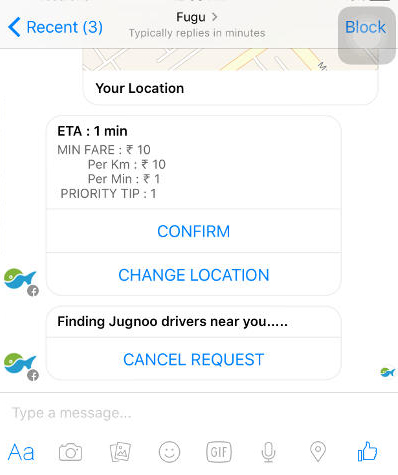 Recent (3)
Fugu >
Typically replies in minutes
Block
Your Location
ETA : 1 min
MIN FARE : ₹ 10
Per Km : ₹ 10
Per Min : ₹ 1
PRIORITY TIP : 1
CONFIRM
CHANGE LOCATION
Finding Jugnoo drivers near you.....
CANCEL REQUEST
Type a message...
Aa
GIF